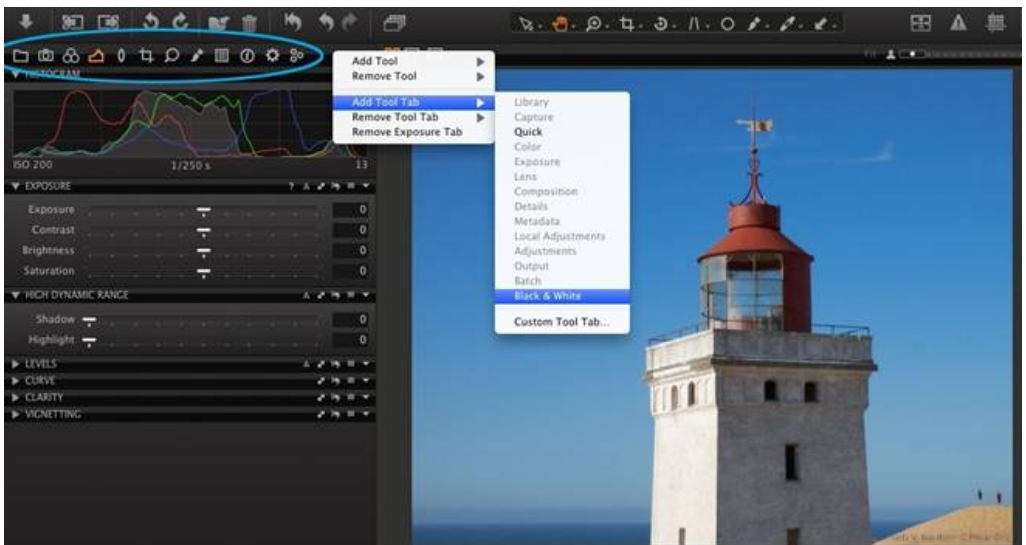 Fit
HISTOGRAM
ISO 200 1/250 s 13
EXPOSURE
Exposure 0
Contrast 0
Brightness 0
Saturation 0
HIGH DYNAMIC RANGE
Shadow 0
Highlight 0
LEVELS
CURVE
CLARITY
VIGNETTING
Add Tool
Remove Tool
Add Tool Tab
Remove Tool Tab
Remove Exposure Tab
Library
Capture
Quick
Color
Exposure
Lens
Composition
Details
Metadata
Local Adjustments
Adjustments
Output
Batch
Black & White
Custom Tool Tab...